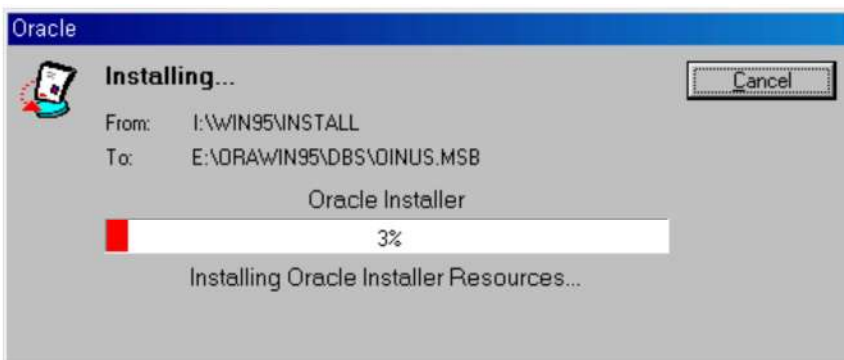 Oracle
Installing...
Cancel
From: I:\WIN95\INSTALL
To: E:\ORAWIN95\DBS\OINUS.MSB
Oracle Installer
3%
Installing Oracle Installer Resources...